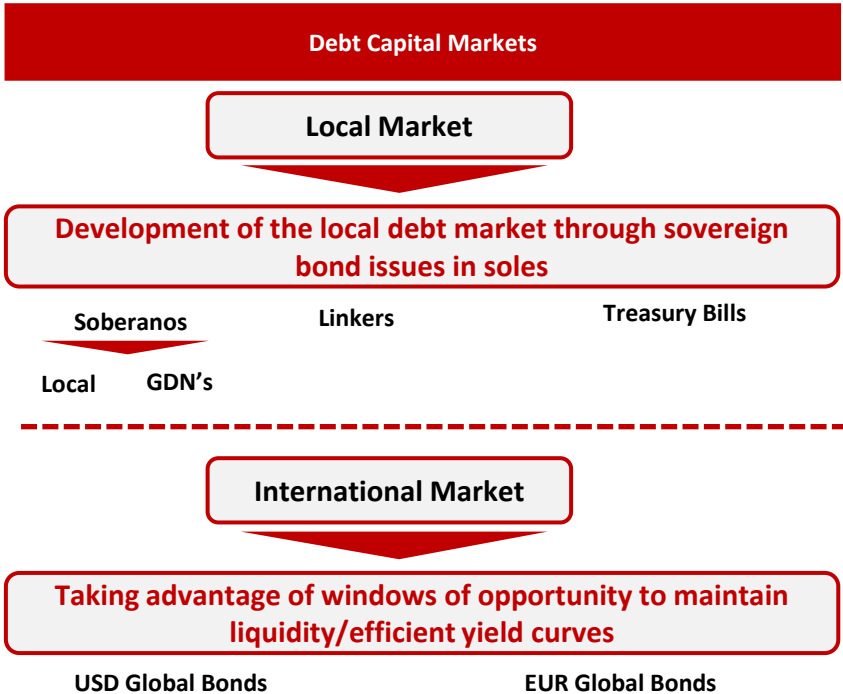 Debt Capital Markets
Local Market
Development of the local debt market through sovereign
bond issues in soles
Soberanos
Linkers
Treasury Bills
Local
GDN's
International Market
Taking advantage of windows of opportunity to maintain
liquidity/efficient yield curves
USD Global Bonds
EUR Global Bonds